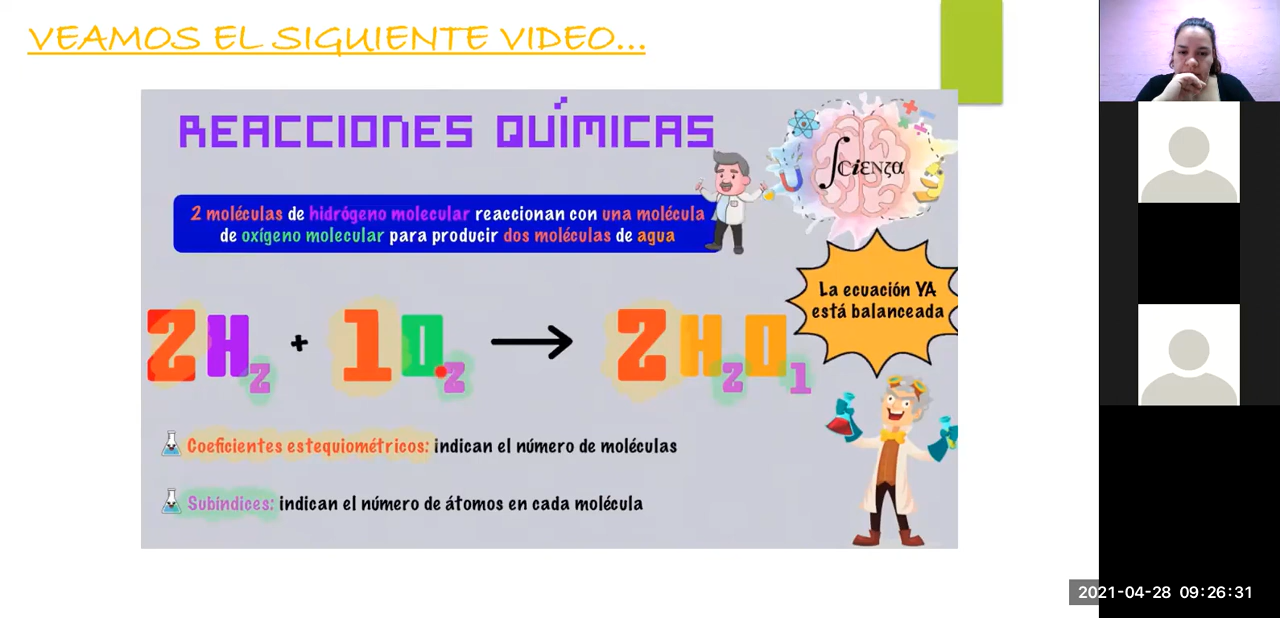 VEAMOS EL SIGUIENTE VIDEO...
REACCIONES QUÍMICAS
∫CiENζα
2 moléculas de hidrógeno molecular reaccionan con una molécula
de oxígeno molecular para producir dos moléculas de agua
La ecuación YA
está balanceada
2H₂ + 1O₂ → 2H₂O₁
Coeficientes estequiométricos: indican el número de moléculas
Subíndices: indican el número de átomos en cada molécula
2021-04-28 09:26:31